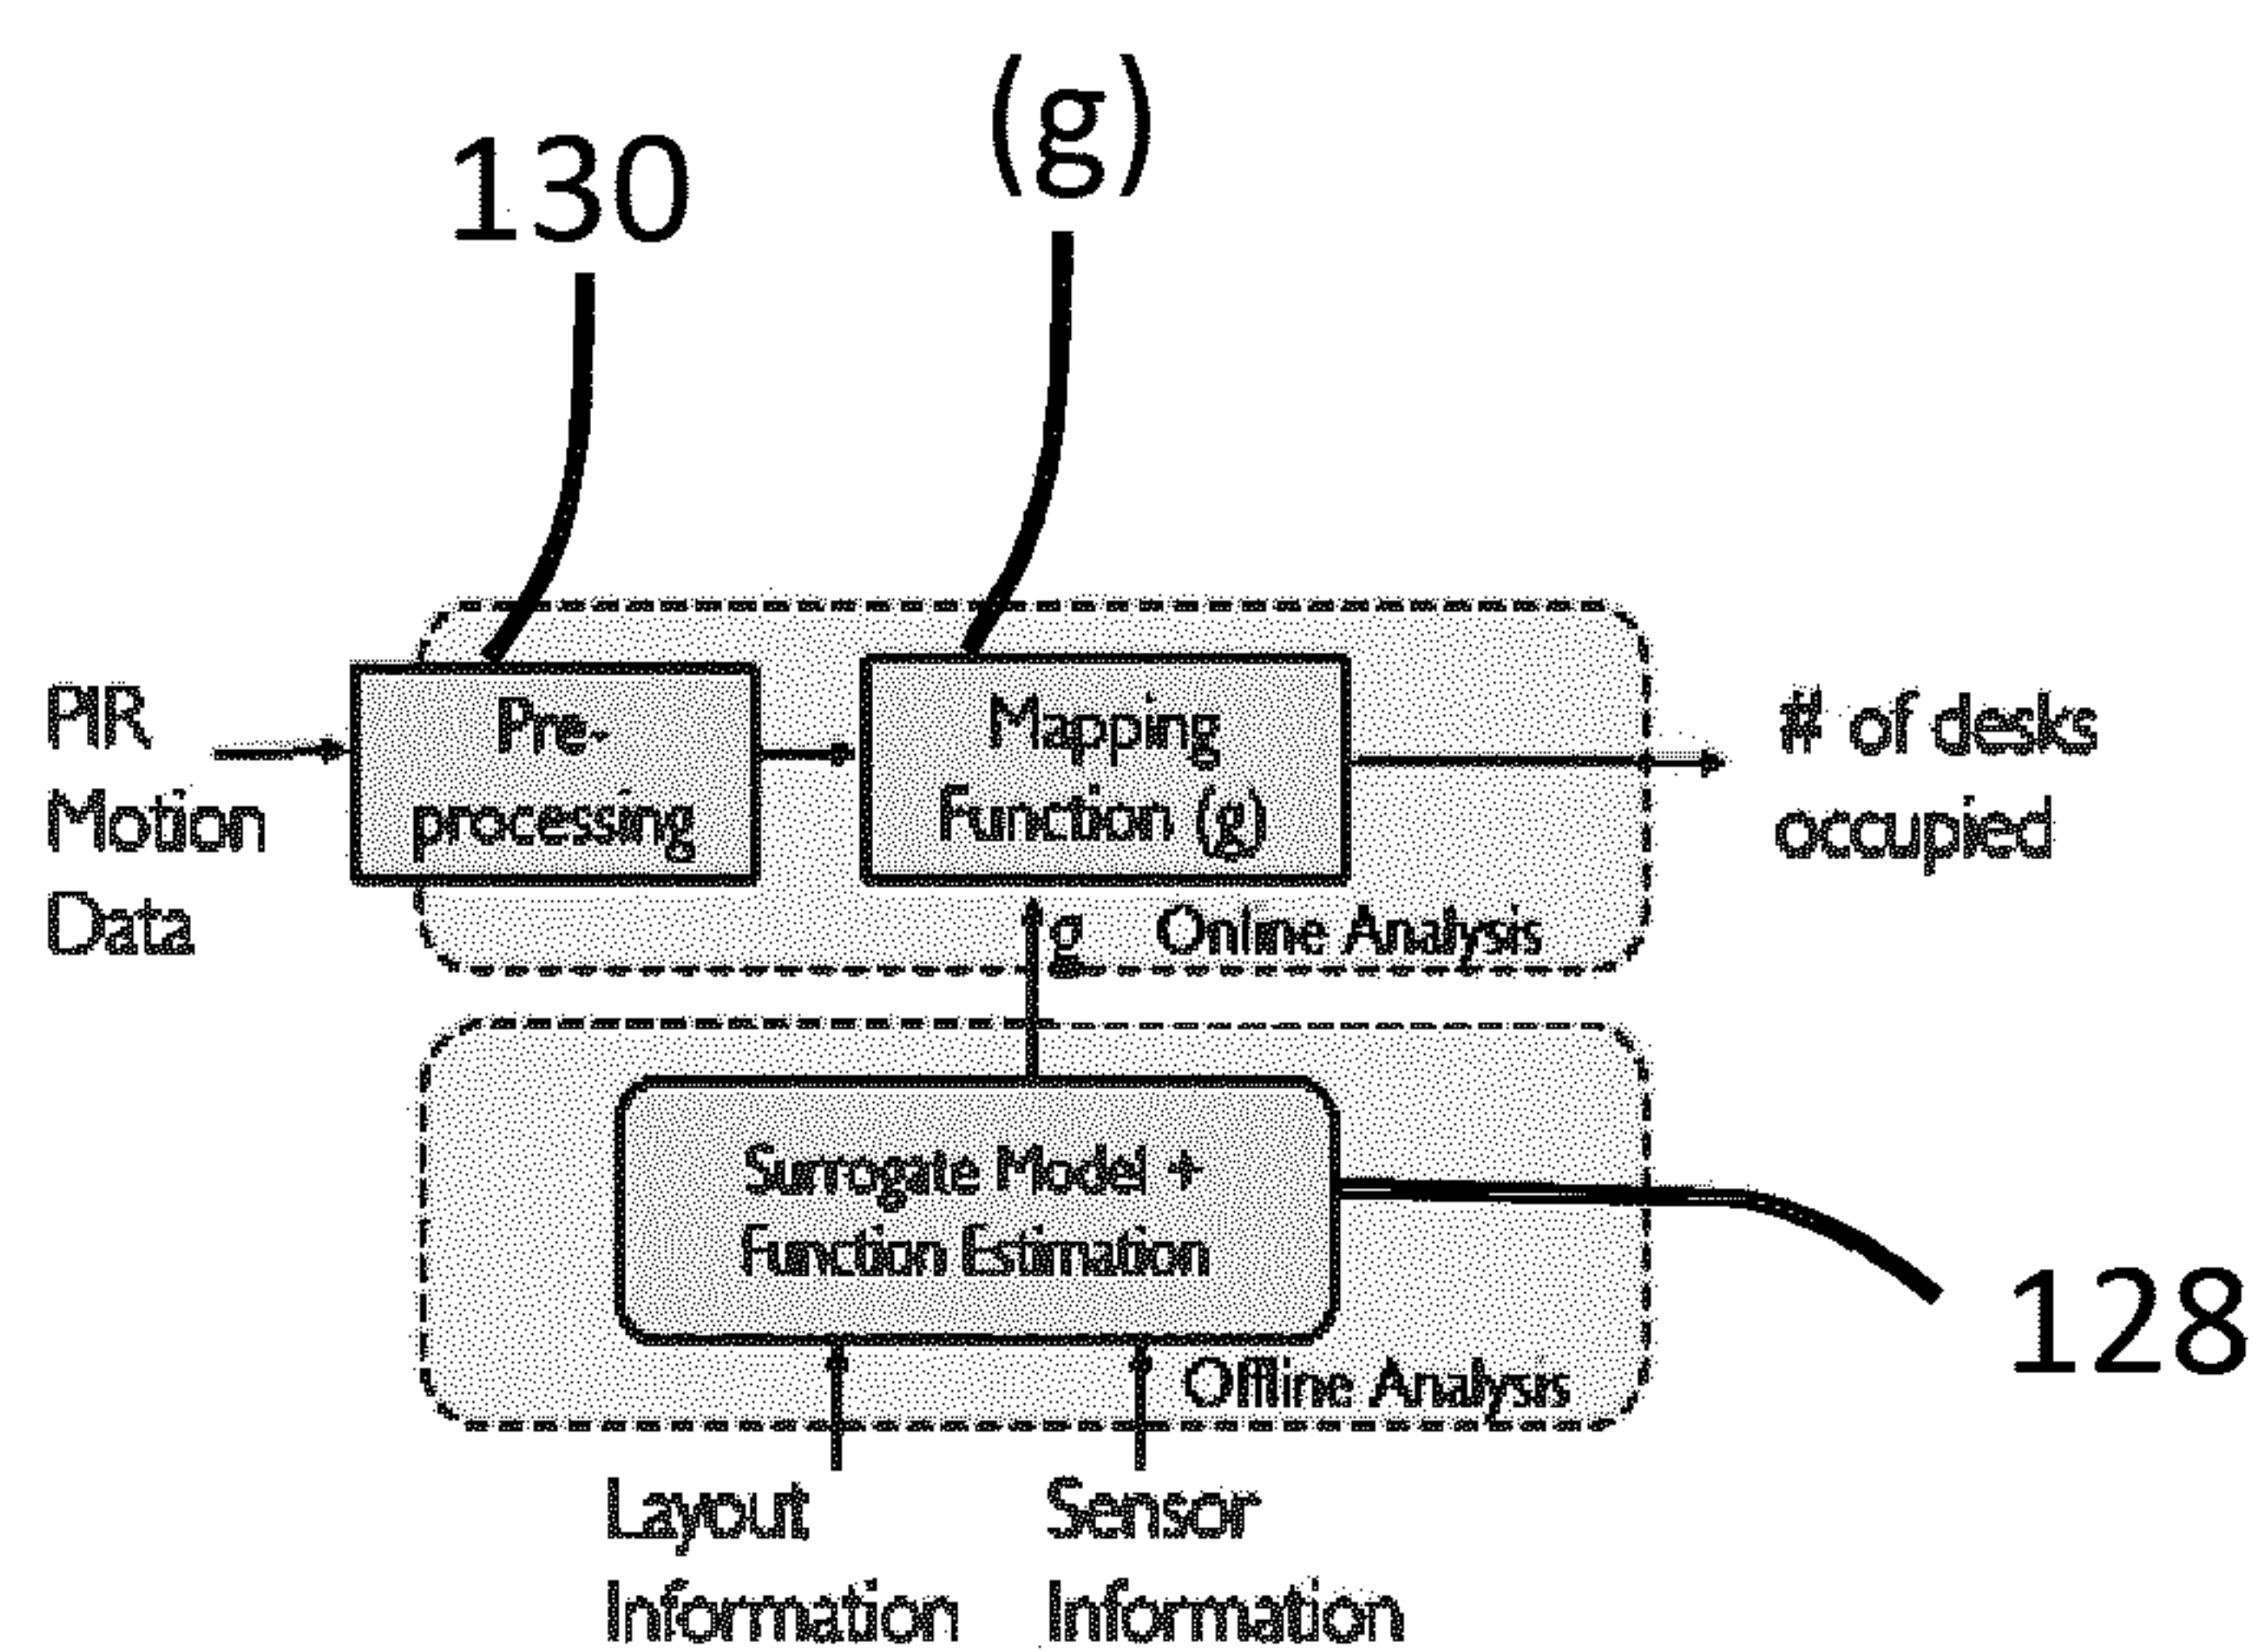 130
(g)
PIR
Motion
Data
Pre-
processing
Mapping
Function (g)
# of desks
occupied
g
Online Analysis
Surrogate Model +
Function Estimation
Offline Analysis
128
Layout
Information
Sensor
Information